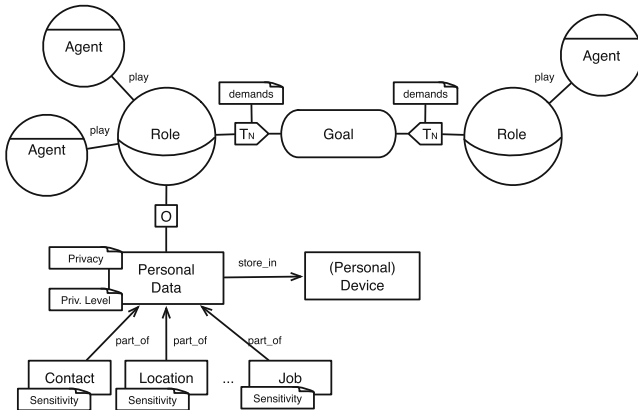 Agent
Agent
play
play
demands
demands
play
Role
TN
Goal
TN
Role
Agent
O
Privacy
Personal
Data
store_in
(Personal)
Device
Priv. Level
part_of
part_of
part_of
Contact
Location
...
Job
Sensitivity
Sensitivity
Sensitivity